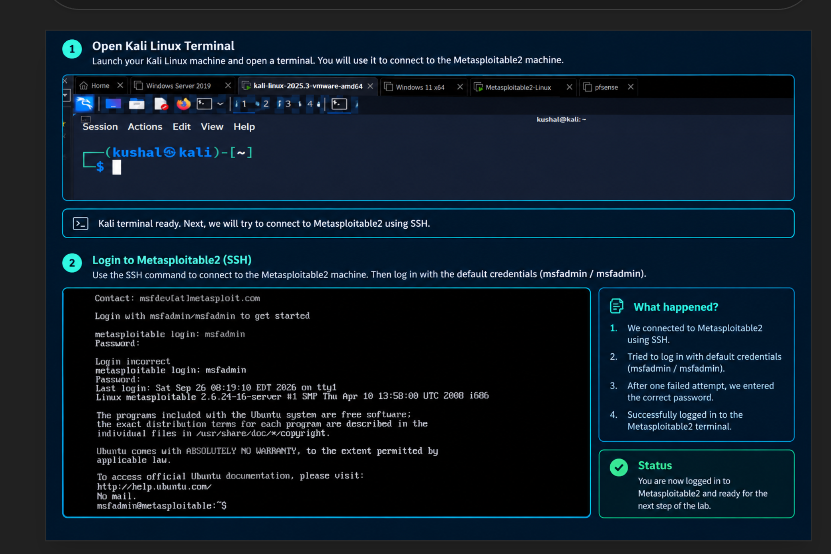 1 Open Kali Linux Terminal
Launch your Kali Linux machine and open a terminal. You will use it to connect to the Metasploitable2 machine.
Home × Windows Server 2019 × kali-linux-2025.3-vmware-amd64 × Windows 11 x64 × Metasploitable2-Linux × pfsense ×
1 2 3 4
kushal@kali: ~
Session Actions Edit View Help
(kushal㉿kali)-[~]
$
Kali terminal ready. Next, we will try to connect to Metasploitable2 using SSH.
2 Login to Metasploitable2 (SSH)
Use the SSH command to connect to the Metasploitable2 machine. Then log in with the default credentials (msfadmin / msfadmin).
Contact: msfdev[at]metasploit.com
Login with msfadmin/msfadmin to get started
metasploitable login: msfadmin
Password:
Login incorrect
metasploitable login: msfadmin
Password:
Last login: Sat Sep 26 08:19:10 EDT 2026 on tty1
Linux metasploitable 2.6.24-16-server #1 SMP Thu Apr 10 13:58:00 UTC 2008 i686
The programs included with the Ubuntu system are free software;
the exact distribution terms for each program are described in the
individual files in /usr/share/doc/*/copyright.
Ubuntu comes with ABSOLUTELY NO WARRANTY, to the extent permitted by
applicable law.
To access official Ubuntu documentation, please visit:
http://help.ubuntu.com/
No mail.
msfadmin@metasploitable:~$
What happened?
1. We connected to Metasploitable2
using SSH.
2. Tried to log in with default credentials
(msfadmin / msfadmin).
3. After one failed attempt, we entered
the correct password.
4. Successfully logged in to the
Metasploitable2 terminal.
Status
You are now logged in to
Metasploitable2 and ready for the
next step of the lab.